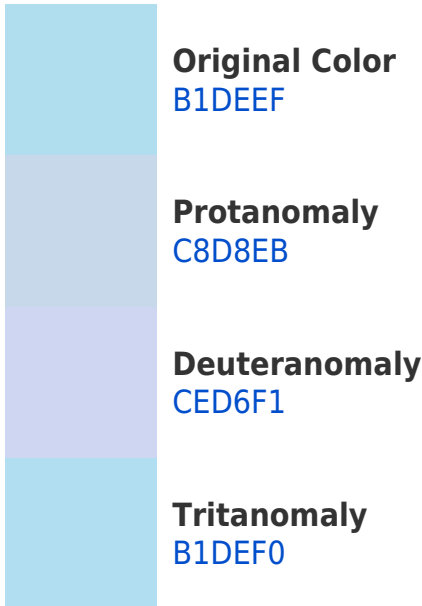 Original Color
B1DEEF
Protanomaly
C8D8EB
Deuteranomaly
CED6F1
Tritanomaly
B1DEF0